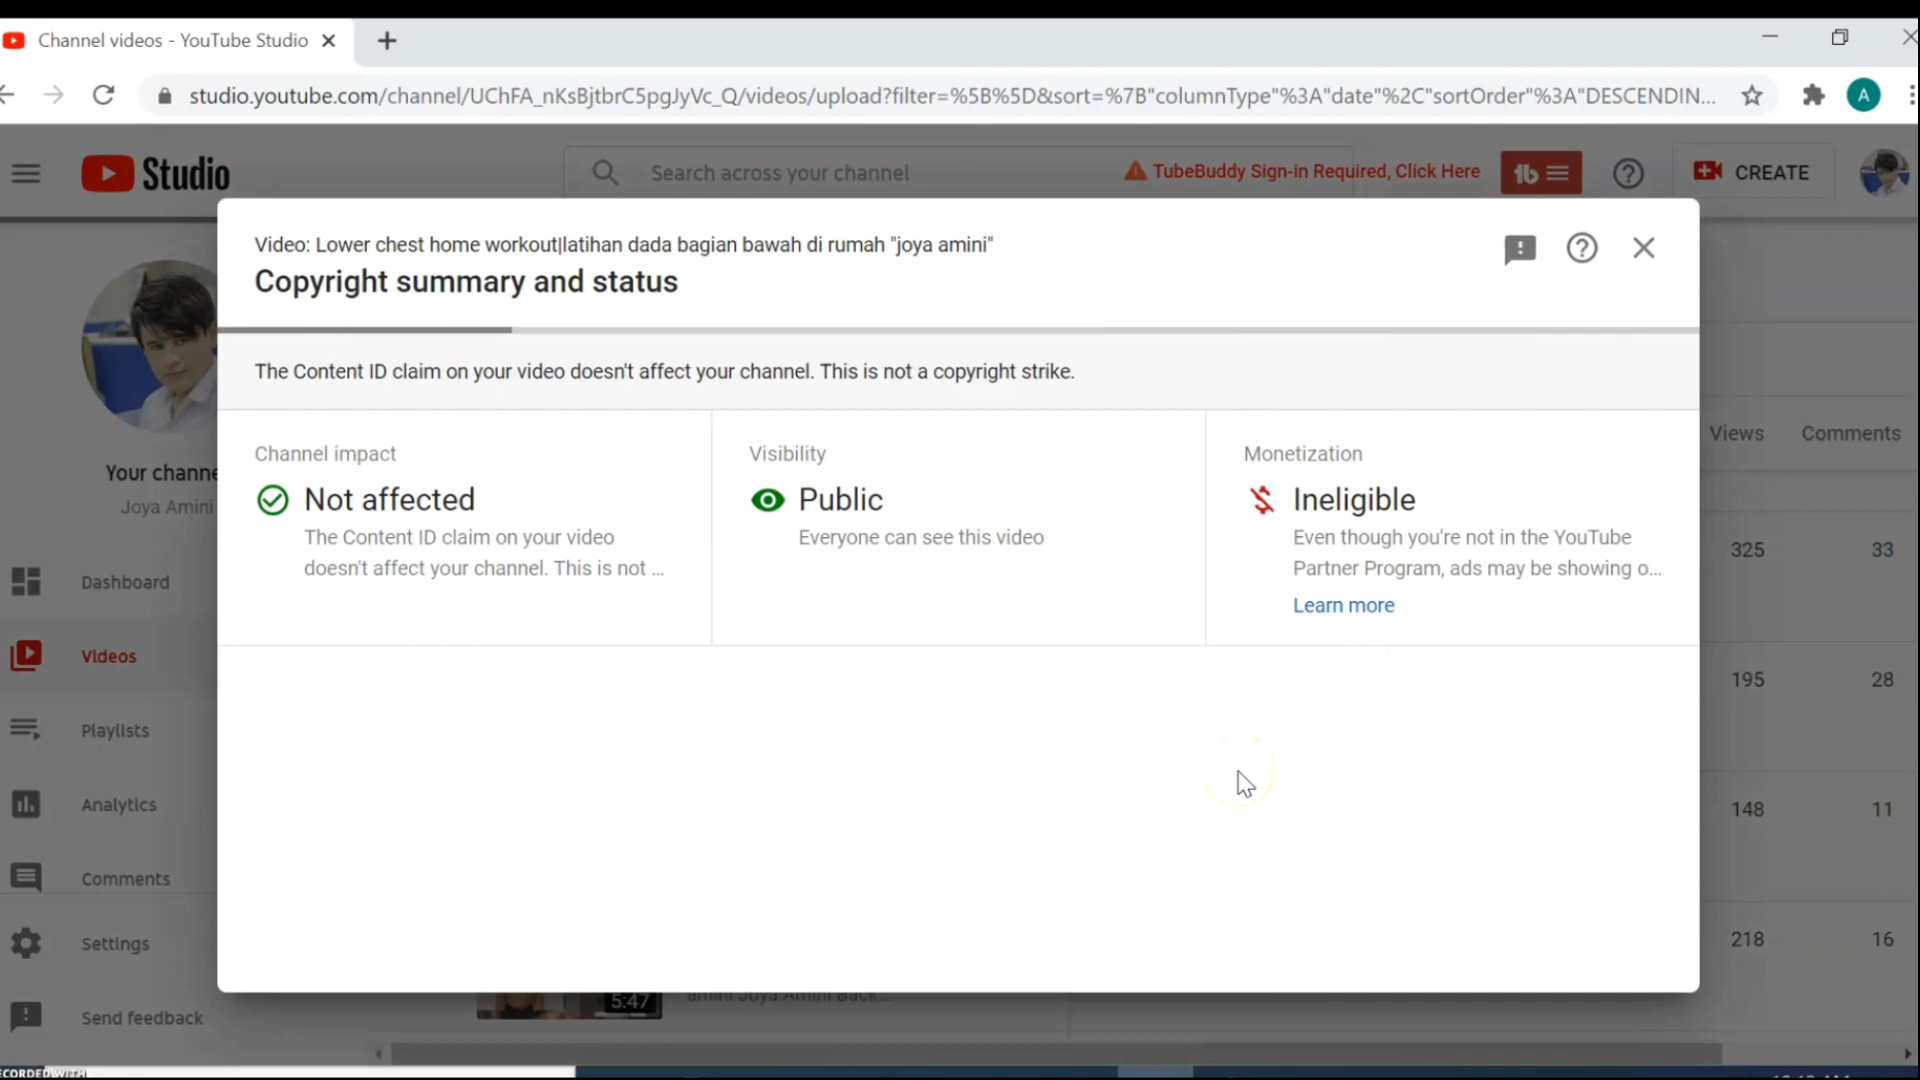 Channel videos - YouTube Studio
studio.youtube.com/channel/UChFA_nKsBjtbrC5pgJyVc_Q/videos/upload?filter=%5B%5D&sort=%7B"columnType"%3A"date"%2C"sortOrder"%3A"DESCENDIN...
A
Studio
Search across your channel
TubeBuddy Sign-in Required, Click Here
tb
CREATE
Video: Lower chest home workout|latihan dada bagian bawah di rumah "joya amini"
Copyright summary and status
The Content ID claim on your video doesn't affect your channel. This is not a copyright strike.
Channel impact
Not affected
The Content ID claim on your video
doesn't affect your channel. This is not ...
Visibility
Public
Everyone can see this video
Monetization
Ineligible
Even though you're not in the YouTube
Partner Program, ads may be showing o...
Learn more
Your channe
Joya Amini
Dashboard
Videos
Playlists
Analytics
Comments
Settings
Send feedback
Views Comments
325 33
195 28
148 11
218 16
5:47
amini Joya Amini Back...
ECORDED WITH